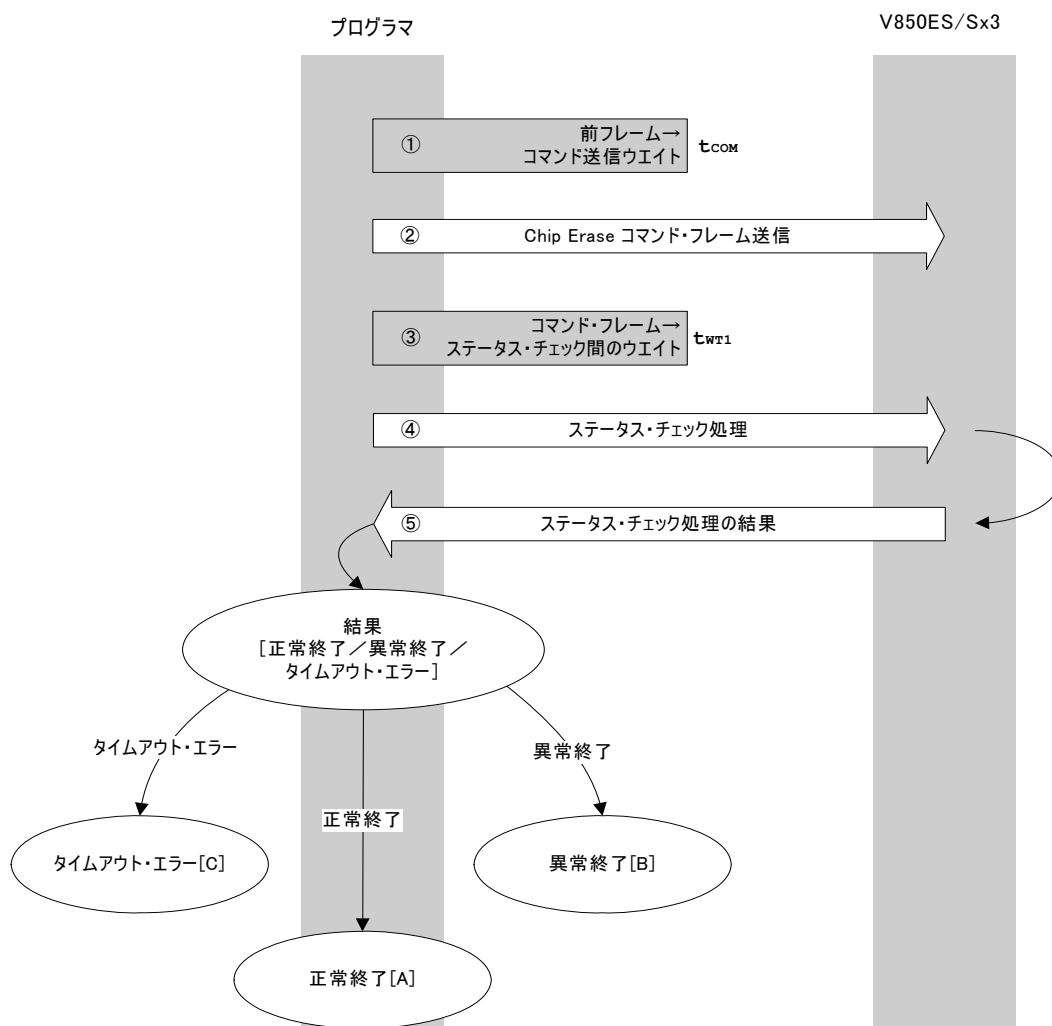 プログラマ
V850ES/Sx3
① 前フレーム→
コマンド送信ウエイト
tCOM
② Chip Erase コマンド・フレーム送信
③ コマンド・フレーム→
ステータス・チェック間のウエイト
tWT1
④ ステータス・チェック処理
⑤ ステータス・チェック処理の結果
結果
[正常終了／異常終了／
タイムアウト・エラー]
タイムアウト・エラー
異常終了
正常終了
タイムアウト・エラー[C]
異常終了[B]
正常終了[A]